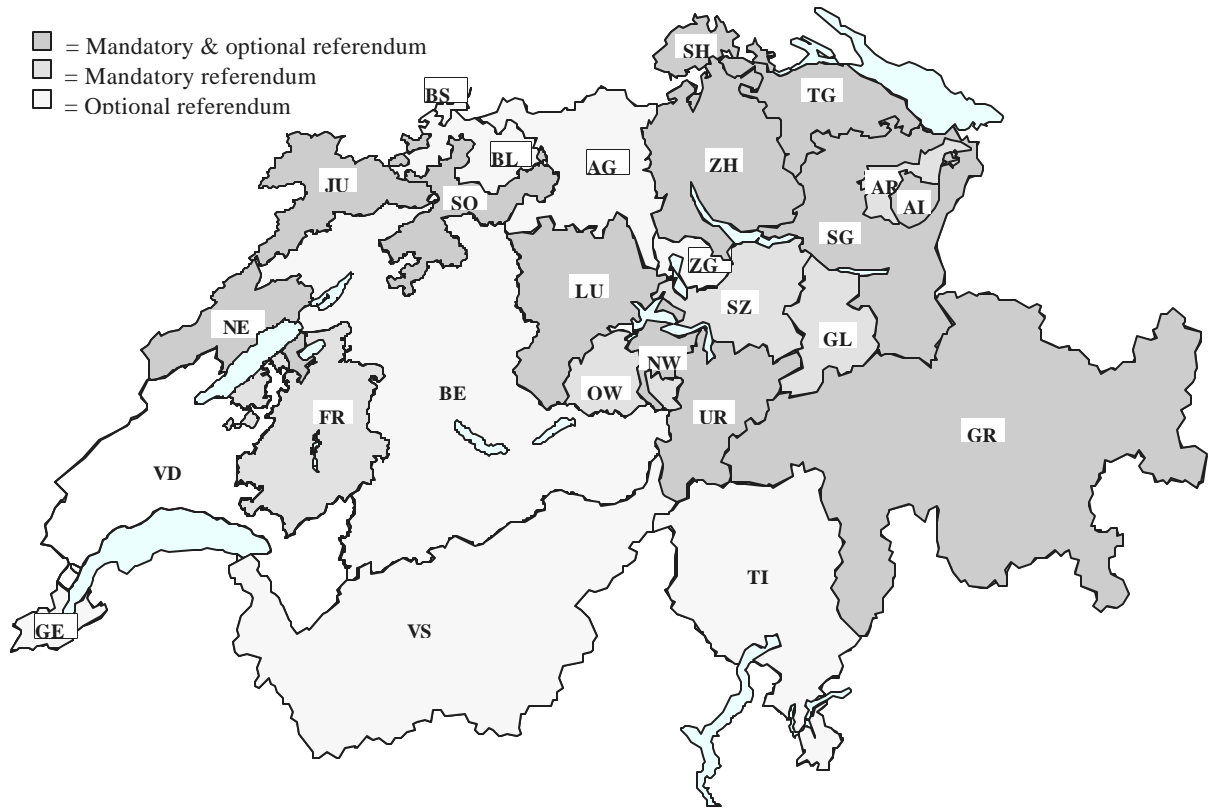 = Mandatory & optional referendum
= Mandatory referendum
= Optional referendum
SH
BS
TG
BL
AG
ZH
JU
SO
AR
AI
SG
ZG
LU
SZ
NE
GL
NW
OW
BE
FR
UR
GR
VD
TI
GE
VS